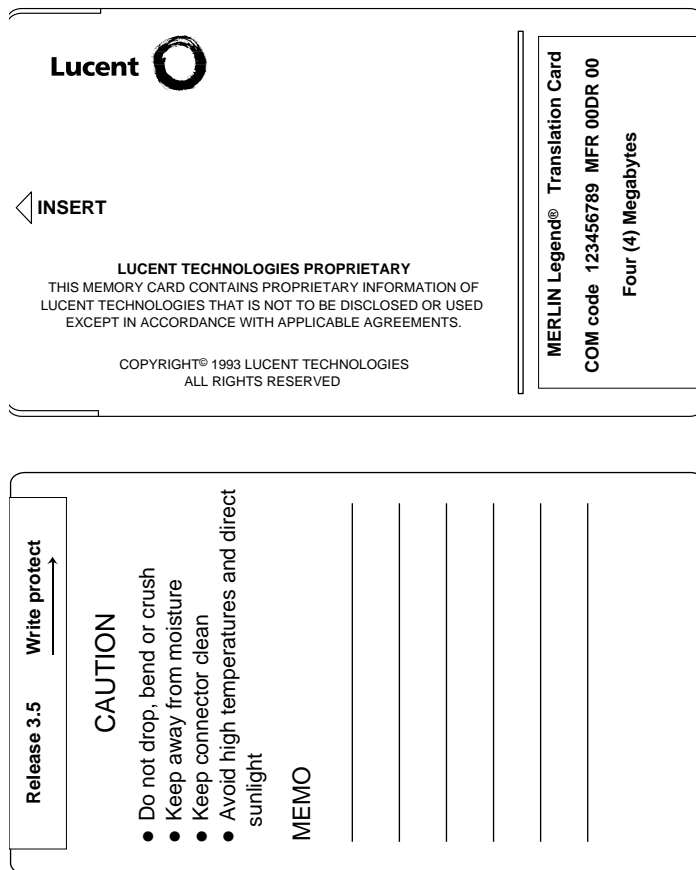 Lucent
INSERT
LUCENT TECHNOLOGIES PROPRIETARY
THIS MEMORY CARD CONTAINS PROPRIETARY INFORMATION OF
LUCENT TECHNOLOGIES THAT IS NOT TO BE DISCLOSED OR USED
EXCEPT IN ACCORDANCE WITH APPLICABLE AGREEMENTS.
COPYRIGHT© 1993 LUCENT TECHNOLOGIES
ALL RIGHTS RESERVED
MERLIN Legend® Translation Card
COM code 123456789 MFR 00DR 00
Four (4) Megabytes
Release 3.5 Write protect
CAUTION
● Do not drop, bend or crush
● Keep away from moisture
● Keep connector clean
● Avoid high temperatures and direct
sunlight
MEMO